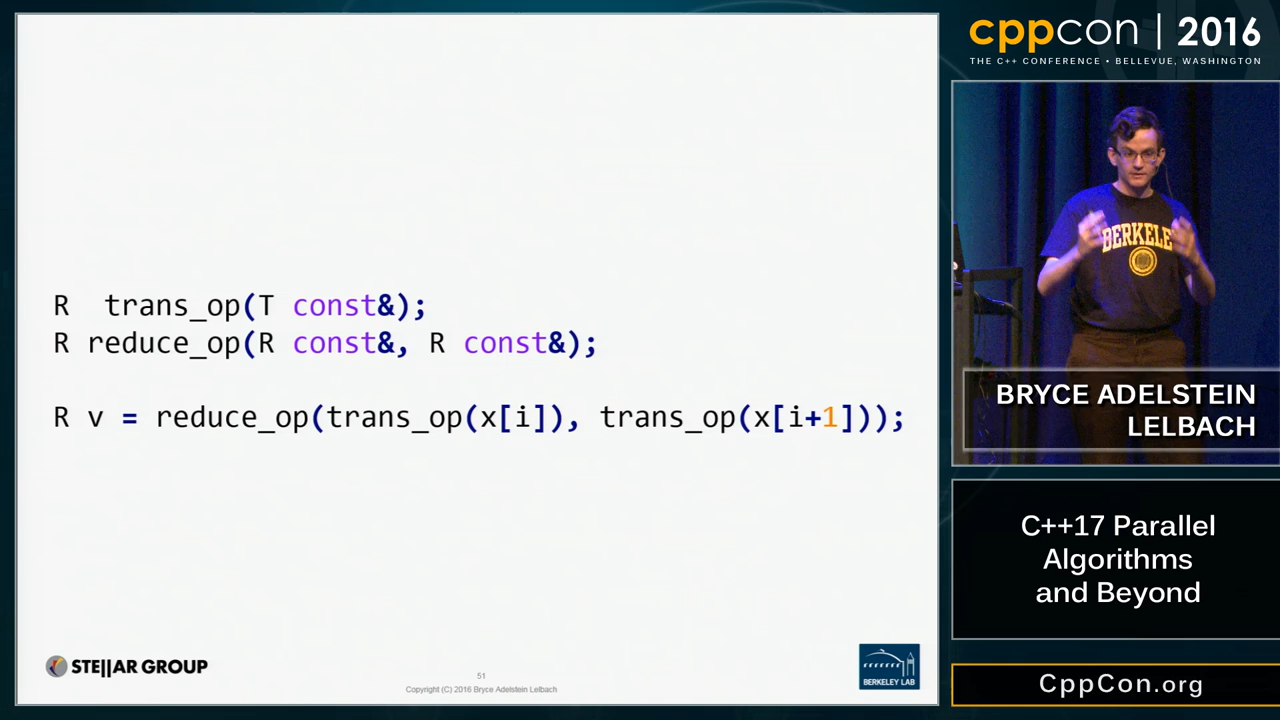 R  trans_op(T const&);
R reduce_op(R const&, R const&);
R v = reduce_op(trans_op(x[i]), trans_op(x[i+1]));
STE||AR GROUP
51
Copyright (C) 2016 Bryce Adelstein Lelbach
BERKELEY LAB
cppcon | 2016
THE C++ CONFERENCE • BELLEVUE, WASHINGTON
BERKELE
BRYCE ADELSTEIN
LELBACH
C++17 Parallel
Algorithms
and Beyond
CppCon.org